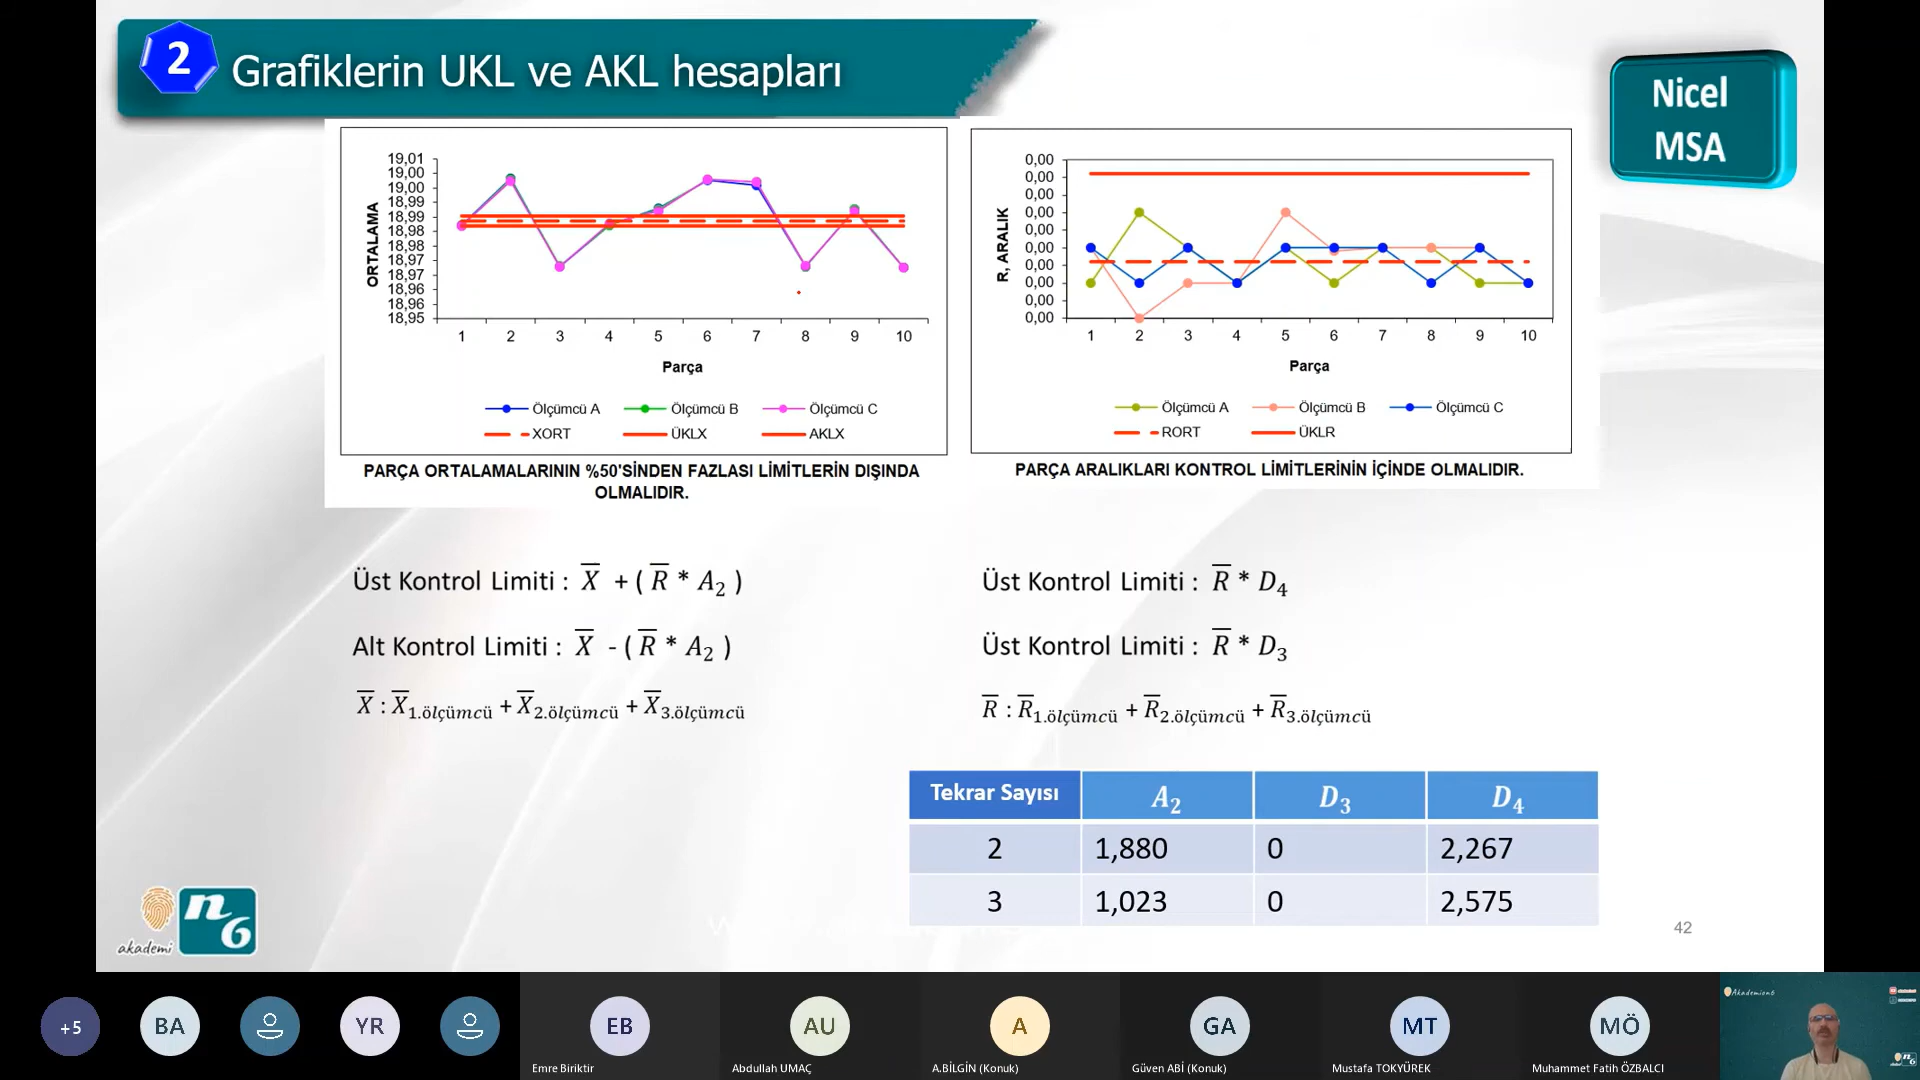 2
Grafiklerin UKL ve AKL hesapları
Nicel
MSA
ORTALAMA
19,01
19,00
19,00
18,99
18,99
18,98
18,98
18,97
18,97
18,96
18,96
18,95
1 2 3 4 5 6 7 8 9 10
Parça
Ölçümcü A Ölçümcü B Ölçümcü C
XORT ÜKLX AKLX
PARÇA ORTALAMALARININ %50'SİNDEN FAZLASI LİMİTLERİN DIŞINDA
OLMALIDIR.
R, ARALIK
0,00
0,00
0,00
0,00
0,00
0,00
0,00
0,00
0,00
0,00
1 2 3 4 5 6 7 8 9 10
Parça
Ölçümcü A Ölçümcü B Ölçümcü C
RORT ÜKLR
PARÇA ARALIKLARI KONTROL LİMİTLERİNİN İÇİNDE OLMALIDIR.
Üst Kontrol Limiti : X̅ + ( R̅ * A₂ )
Alt Kontrol Limiti : X̅ - ( R̅ * A₂ )
X̅ : X̅1.ölçümcü + X̅2.ölçümcü + X̅3.ölçümcü
Üst Kontrol Limiti : R̅ * D₄
Üst Kontrol Limiti : R̅ * D₃
R̅ : R̅1.ölçümcü + R̅2.ölçümcü + R̅3.ölçümcü
Tekrar Sayısı A₂ D₃ D₄
2 1,880 0 2,267
3 1,023 0 2,575
akademi n6
42
+5 BA YR EB AU A GA MT MÖ
Emre Biriktir Abdullah UMAÇ A.BİLGİN (Konuk) Güven ABİ (Konuk) Mustafa TOKYÜREK Muhammet Fatih ÖZBALCI